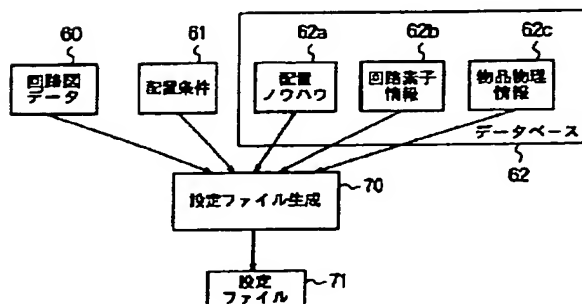 60
61
62a
62b
62c
回路図
データ
配置条件
配置
ノウハウ
回路素子
情報
物品物理
情報
データベース
62
設定ファイル生成
70
設定
ファイル
71